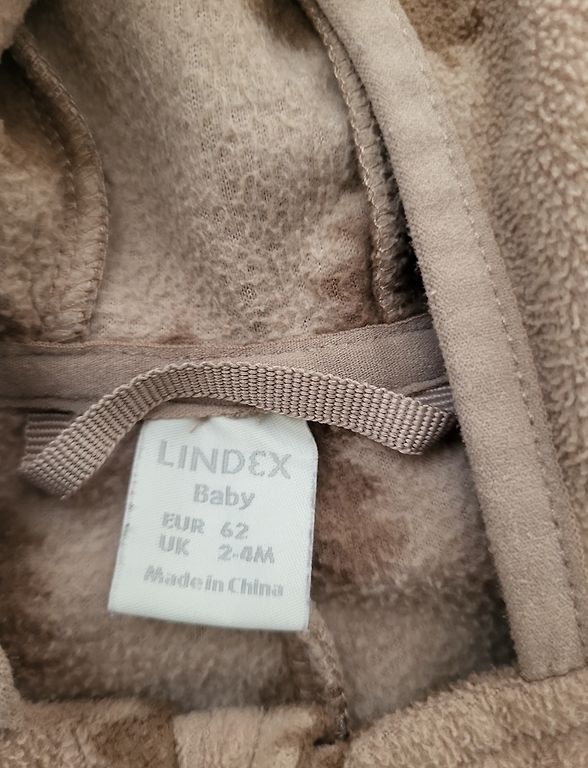 LINDEX
Baby
EUR 62
UK 2-4M
Made in China